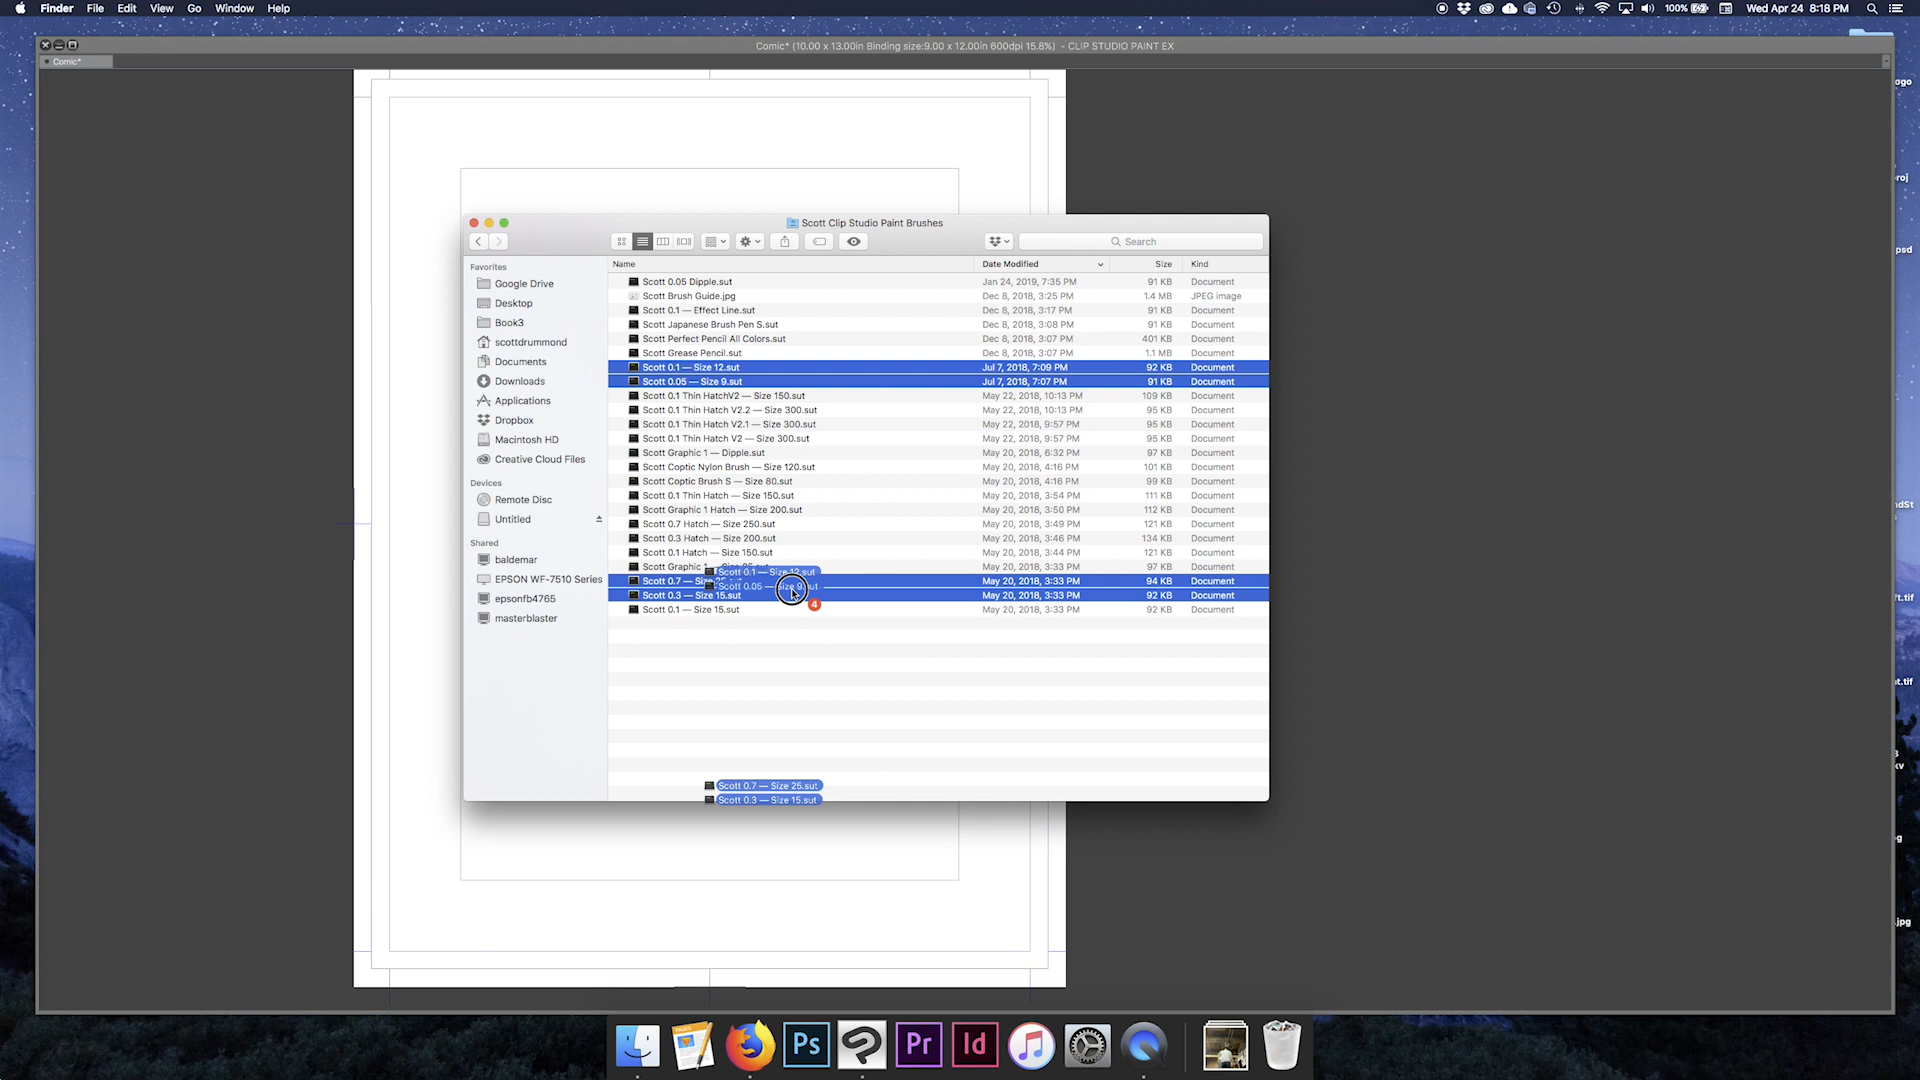 Finder File Edit View Go Window Help
100% Wed Apr 24 8:18 PM
Comic* (10.00 x 13.00in Binding size:9.00 x 12.00in 600dpi 15.8%) - CLIP STUDIO PAINT EX
Comic*
Scott Clip Studio Paint Brushes
Search
Favorites
Google Drive
Desktop
Book3
scottdrummond
Documents
Downloads
Applications
Dropbox
Macintosh HD
Creative Cloud Files
Devices
Remote Disc
Untitled
Shared
baldemar
EPSON WF-7510 Series
epsonfb4765
masterblaster
Name Date Modified Size Kind
Scott 0.05 Dipple.sut Jan 24, 2019, 7:35 PM 91 KB Document
Scott Brush Guide.jpg Dec 8, 2018, 3:25 PM 1.4 MB JPEG image
Scott 0.1 — Effect Line.sut Dec 8, 2018, 3:17 PM 91 KB Document
Scott Japanese Brush Pen S.sut Dec 8, 2018, 3:08 PM 91 KB Document
Scott Perfect Pencil All Colors.sut Dec 8, 2018, 3:07 PM 401 KB Document
Scott Grease Pencil.sut Dec 8, 2018, 3:07 PM 1.1 MB Document
Scott 0.1 — Size 12.sut Jul 7, 2018, 7:09 PM 92 KB Document
Scott 0.05 — Size 9.sut Jul 7, 2018, 7:07 PM 91 KB Document
Scott 0.1 Thin HatchV2 — Size 150.sut May 22, 2018, 10:13 PM 109 KB Document
Scott 0.1 Thin Hatch V2.2 — Size 300.sut May 22, 2018, 10:13 PM 95 KB Document
Scott 0.1 Thin Hatch V2.1 — Size 300.sut May 22, 2018, 9:57 PM 95 KB Document
Scott 0.1 Thin Hatch V2 — Size 300.sut May 22, 2018, 9:57 PM 95 KB Document
Scott Graphic 1 — Dipple.sut May 20, 2018, 6:32 PM 97 KB Document
Scott Coptic Nylon Brush — Size 120.sut May 20, 2018, 4:16 PM 101 KB Document
Scott Coptic Brush S — Size 80.sut May 20, 2018, 4:16 PM 99 KB Document
Scott 0.1 Thin Hatch — Size 150.sut May 20, 2018, 3:54 PM 111 KB Document
Scott Graphic 1 Hatch — Size 200.sut May 20, 2018, 3:50 PM 112 KB Document
Scott 0.7 Hatch — Size 250.sut May 20, 2018, 3:49 PM 121 KB Document
Scott 0.3 Hatch — Size 200.sut May 20, 2018, 3:46 PM 134 KB Document
Scott 0.1 Hatch — Size 150.sut May 20, 2018, 3:44 PM 121 KB Document
Scott Graphic May 20, 2018, 3:33 PM 97 KB Document
Scott 0.1 — Size 12.sut
Scott 0.7 — Size May 20, 2018, 3:33 PM 94 KB Document
Scott 0.05 — Size 9.sut
Scott 0.3 — Size 15.sut May 20, 2018, 3:33 PM 92 KB Document
4
Scott 0.1 — Size 15.sut May 20, 2018, 3:33 PM 92 KB Document
Scott 0.7 — Size 25.sut
Scott 0.3 — Size 15.sut
ogo
roj
psd
ndSt
s
ft.tif
t.tif
kv
g
.jpg
PAGES
Ps Pr Id